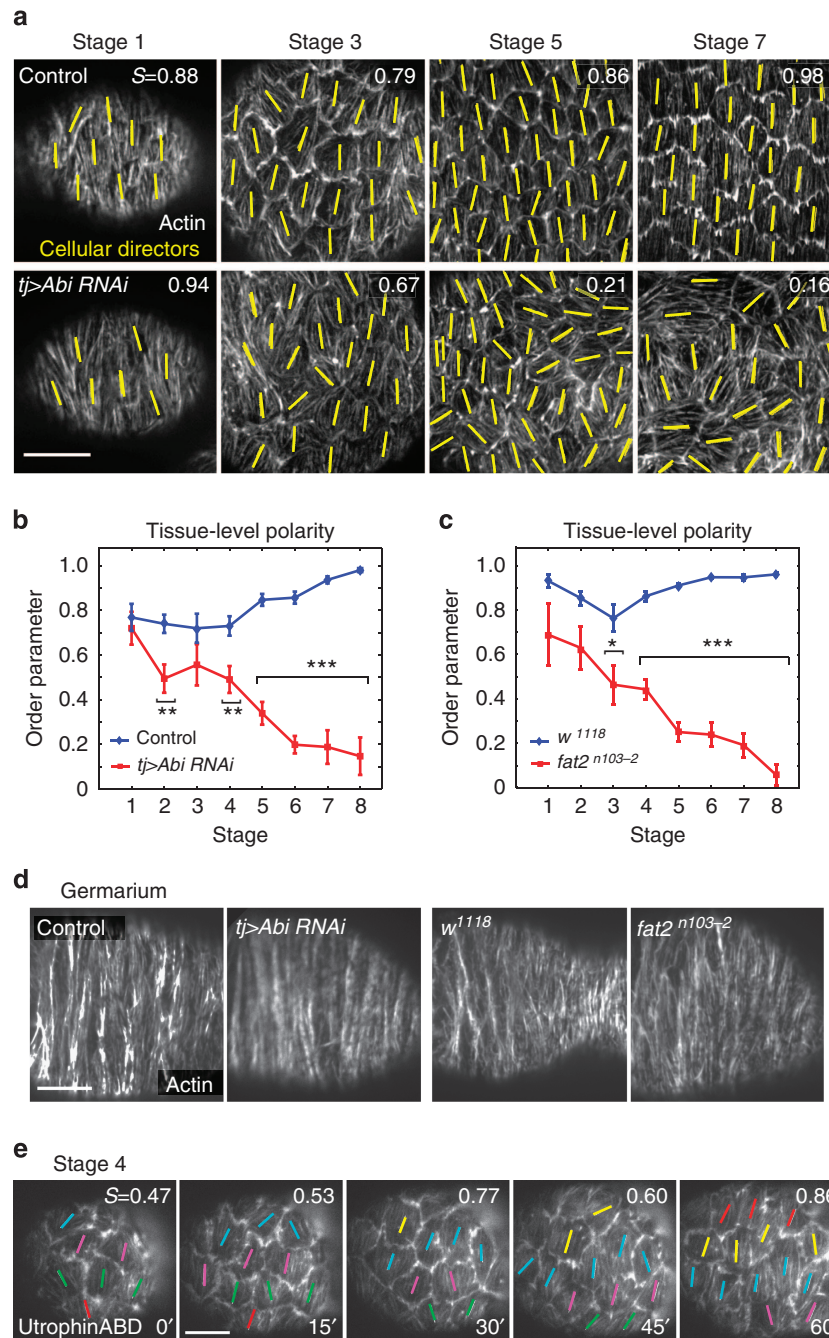 a
Stage 1 Stage 3 Stage 5 Stage 7
Control S=0.88 0.79 0.86 0.98
Actin
Cellular directors
tj>Abi RNAi 0.94 0.67 0.21 0.16
b
Tissue-level polarity
1.0
0.8
0.6
0.4
0.2
0
Order parameter
***
** **
Control
tj>Abi RNAi
1 2 3 4 5 6 7 8
Stage
c
Tissue-level polarity
1.0
0.8
0.6
0.4
0.2
0
Order parameter
* ***
w¹¹¹⁸
fat2ⁿ¹⁰³⁻²
1 2 3 4 5 6 7 8
Stage
d
Germarium
Control tj>Abi RNAi w¹¹¹⁸ fat2ⁿ¹⁰³⁻²
Actin
e
Stage 4
S=0.47 0.53 0.77 0.60 0.86
UtrophinABD 0′ 15′ 30′ 45′ 60